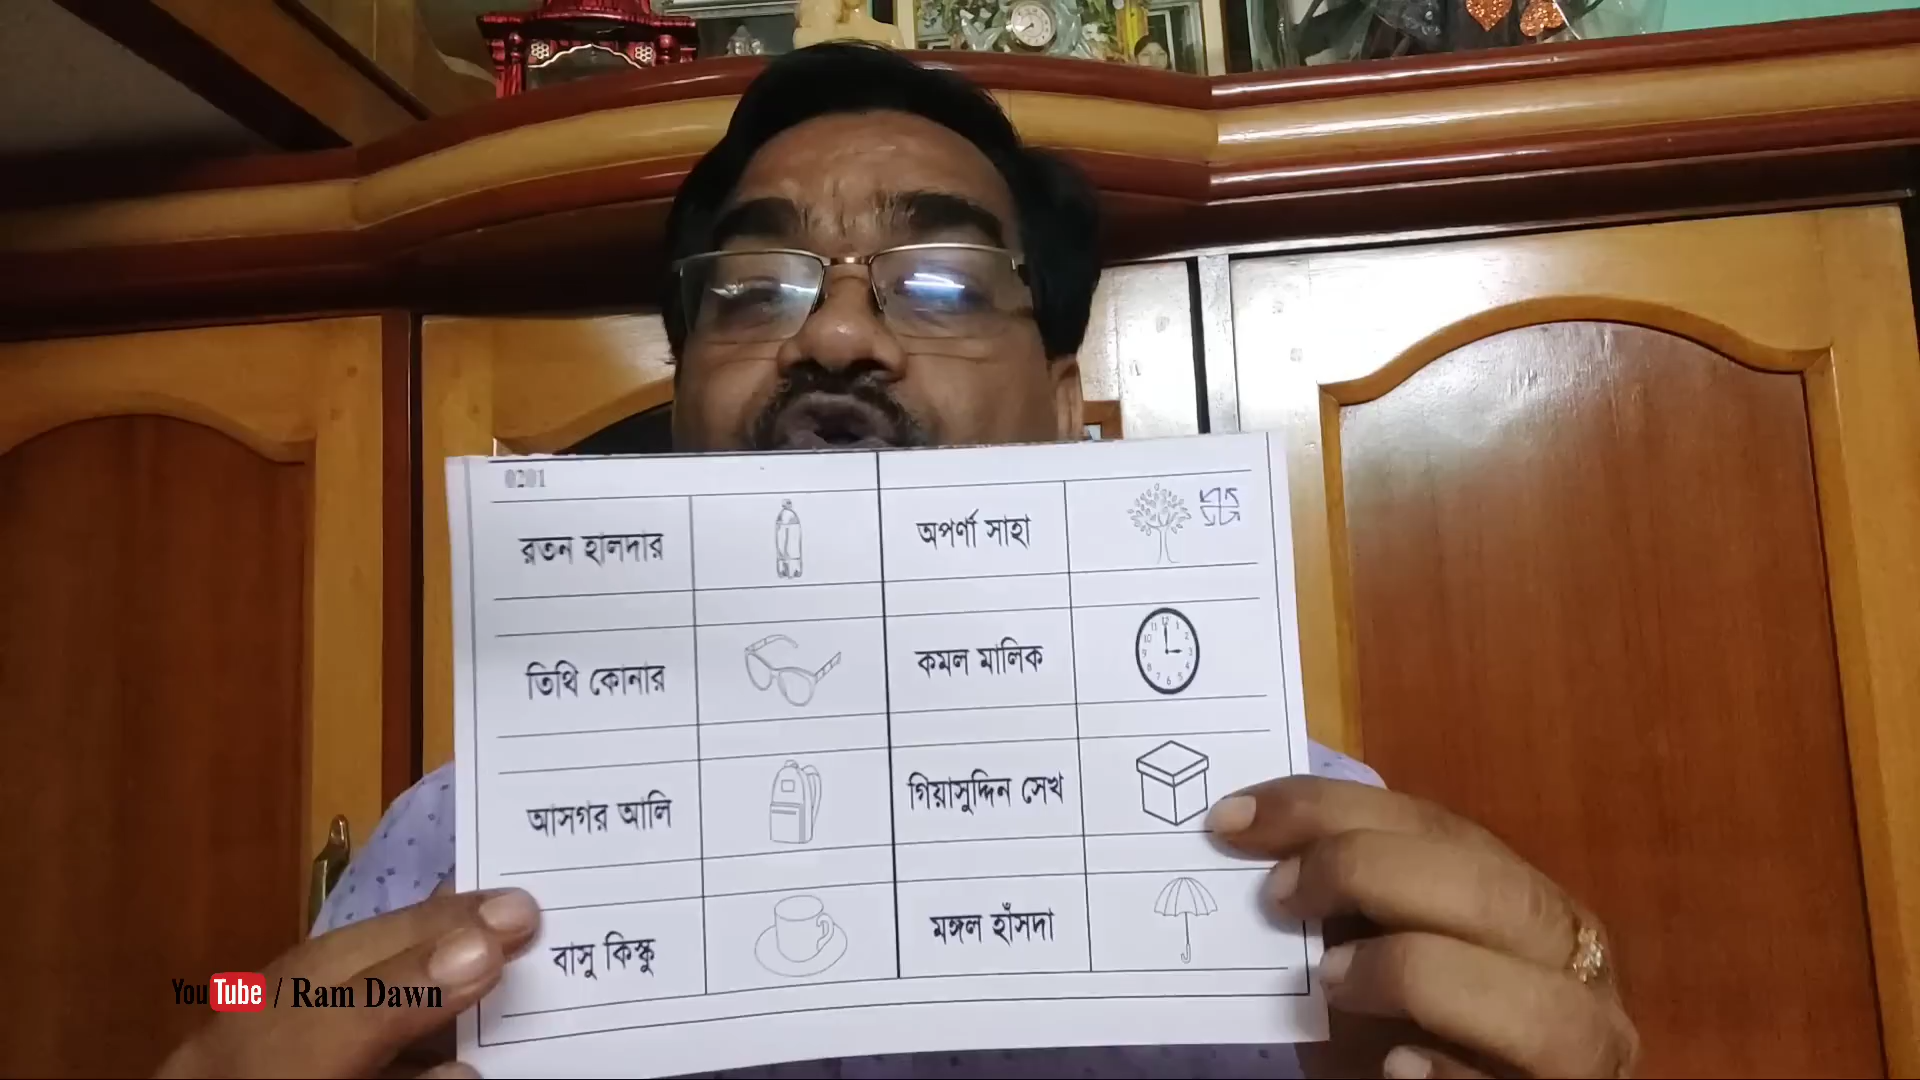 0201
রতন হালদার
অপর্ণা সাহা
তিথি কোনার
কমল মালিক
আসগর আলি
গিয়াসুদ্দিন সেখ
বাসু কিস্কু
মঙ্গল হাঁসদা
YouTube / Ram Dawn